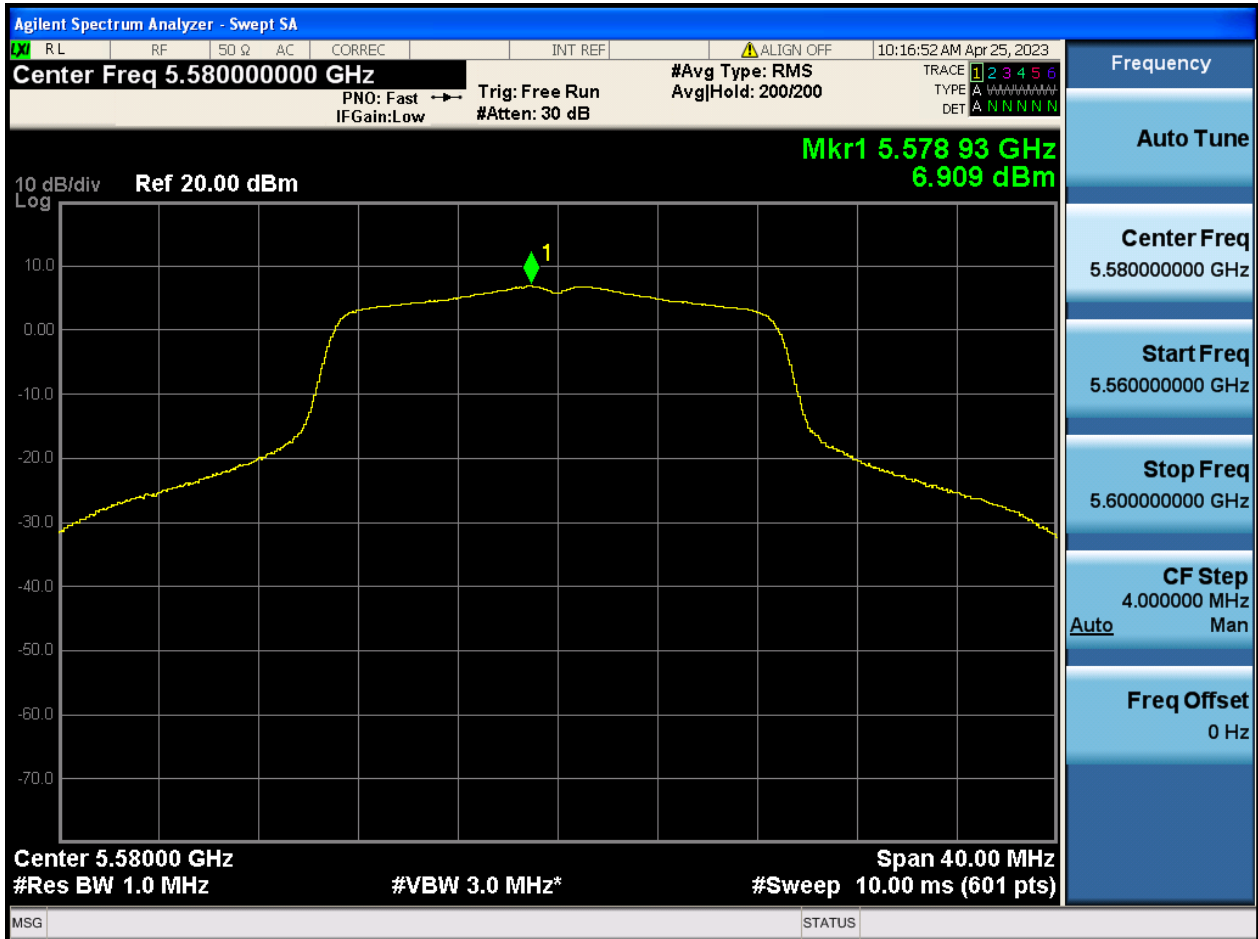 Agilent Spectrum Analyzer - Swept SA
LXI RL RF 50 Ω AC CORREC INT REF ALIGN OFF 10:16:52 AM Apr 25, 2023
Center Freq 5.580000000 GHz
PNO: Fast
IFGain:Low
Trig: Free Run
#Atten: 30 dB
#Avg Type: RMS
Avg|Hold: 200/200
TRACE 1 2 3 4 5 6
TYPE A WWWWW
DET A N N N N N
Mkr1 5.578 93 GHz
6.909 dBm
10 dB/div Ref 20.00 dBm
Log
1
10.0
0.00
-10.0
-20.0
-30.0
-40.0
-50.0
-60.0
-70.0
Center 5.58000 GHz Span 40.00 MHz
#Res BW 1.0 MHz #VBW 3.0 MHz* #Sweep 10.00 ms (601 pts)
MSG STATUS
Frequency
Auto Tune
Center Freq
5.580000000 GHz
Start Freq
5.560000000 GHz
Stop Freq
5.600000000 GHz
CF Step
4.000000 MHz
Auto Man
Freq Offset
0 Hz